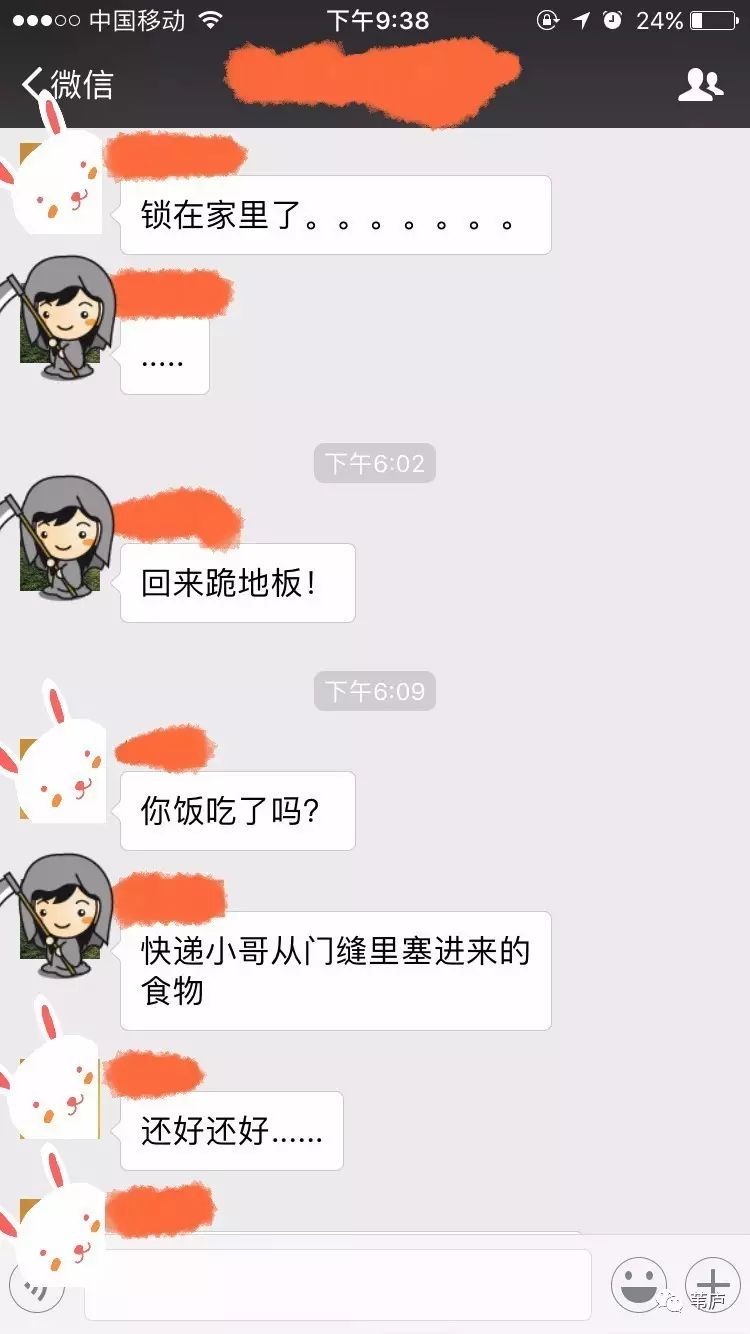 中国移动 下午9:38 24%
微信
锁在家里了。。。。。。。
.....
下午6:02
回来跪地板！
下午6:09
你饭吃了吗？
快递小哥从门缝里塞进来的
食物
还好还好......
苇庐